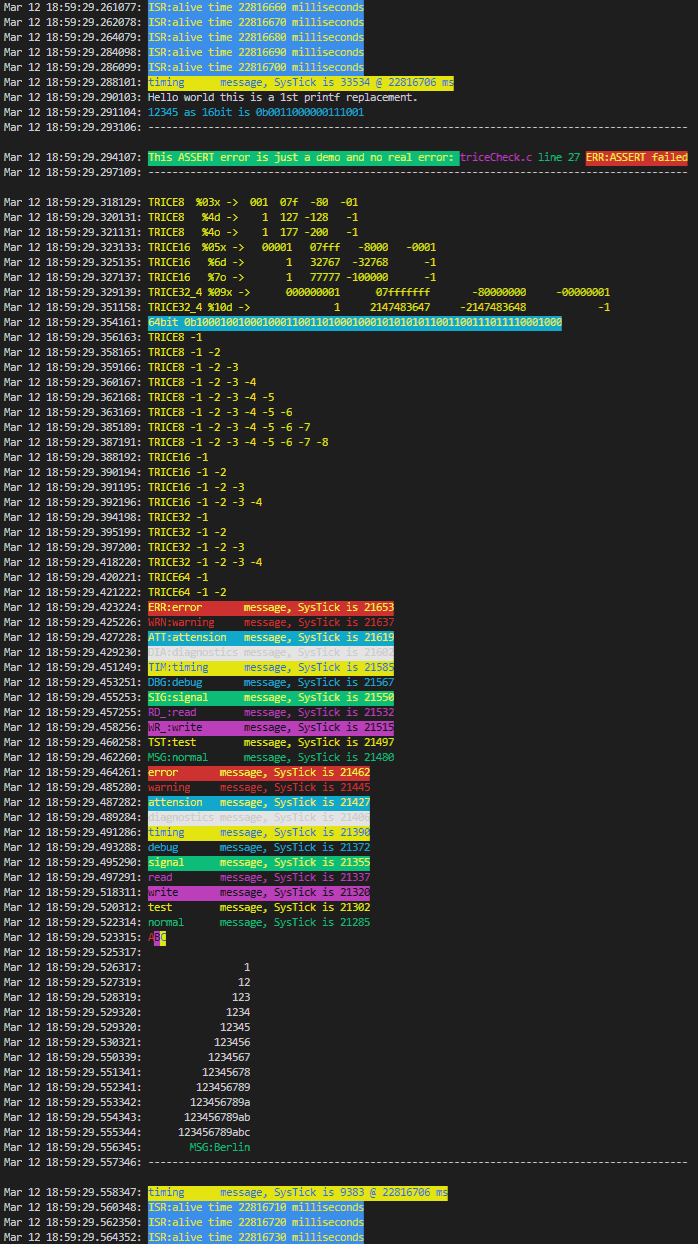 Mar 12 18:59:29.261077: ISR:alive time 22816660 milliseconds
Mar 12 18:59:29.262078: ISR:alive time 22816670 milliseconds
Mar 12 18:59:29.264079: ISR:alive time 22816680 milliseconds
Mar 12 18:59:29.284098: ISR:alive time 22816690 milliseconds
Mar 12 18:59:29.286099: ISR:alive time 22816700 milliseconds
Mar 12 18:59:29.288101: timing      message, SysTick is 33534 @ 22816706 ms
Mar 12 18:59:29.290103: Hello world this is a 1st printf replacement.
Mar 12 18:59:29.291104: 12345 as 16bit is 0b0011000000111001
Mar 12 18:59:29.293106: ------------------------------------------------------------------------------------------
Mar 12 18:59:29.294107: This ASSERT error is just a demo and no real error: triceCheck.c line 27 ERR:ASSERT failed
Mar 12 18:59:29.297109: ------------------------------------------------------------------------------------------
Mar 12 18:59:29.318129: TRICE8  %03x ->  001  07f  -80  -01
Mar 12 18:59:29.320131: TRICE8   %4d ->    1  127 -128   -1
Mar 12 18:59:29.321131: TRICE8   %4o ->    1  177 -200   -1
Mar 12 18:59:29.323133: TRICE16  %05x ->   00001   07fff   -8000   -0001
Mar 12 18:59:29.325135: TRICE16   %6d ->       1   32767  -32768      -1
Mar 12 18:59:29.327137: TRICE16   %7o ->       1   77777 -100000      -1
Mar 12 18:59:29.329139: TRICE32_4 %09x ->       000000001      07fffffff       -80000000     -00000001
Mar 12 18:59:29.351158: TRICE32_4 %10d ->               1     2147483647     -2147483648            -1
Mar 12 18:59:29.354161: 64bit 0b1000100100010001100110100010001010101011001100111011110001000
Mar 12 18:59:29.356163: TRICE8 -1
Mar 12 18:59:29.358165: TRICE8 -1 -2
Mar 12 18:59:29.359166: TRICE8 -1 -2 -3
Mar 12 18:59:29.360167: TRICE8 -1 -2 -3 -4
Mar 12 18:59:29.362168: TRICE8 -1 -2 -3 -4 -5
Mar 12 18:59:29.363169: TRICE8 -1 -2 -3 -4 -5 -6
Mar 12 18:59:29.385189: TRICE8 -1 -2 -3 -4 -5 -6 -7
Mar 12 18:59:29.387191: TRICE8 -1 -2 -3 -4 -5 -6 -7 -8
Mar 12 18:59:29.388192: TRICE16 -1
Mar 12 18:59:29.390194: TRICE16 -1 -2
Mar 12 18:59:29.391195: TRICE16 -1 -2 -3
Mar 12 18:59:29.392196: TRICE16 -1 -2 -3 -4
Mar 12 18:59:29.394198: TRICE32 -1
Mar 12 18:59:29.395199: TRICE32 -1 -2
Mar 12 18:59:29.397200: TRICE32 -1 -2 -3
Mar 12 18:59:29.418220: TRICE32 -1 -2 -3 -4
Mar 12 18:59:29.420221: TRICE64 -1
Mar 12 18:59:29.421222: TRICE64 -1 -2
Mar 12 18:59:29.423224: ERR:error       message, SysTick is 21653
Mar 12 18:59:29.425226: WRN:warning     message, SysTick is 21637
Mar 12 18:59:29.427228: ATT:attension   message, SysTick is 21619
Mar 12 18:59:29.429230: DIA:diagnostics message, SysTick is 21602
Mar 12 18:59:29.451249: TIM:timing      message, SysTick is 21585
Mar 12 18:59:29.453251: DBG:debug       message, SysTick is 21567
Mar 12 18:59:29.455253: SIG:signal      message, SysTick is 21550
Mar 12 18:59:29.457255: RD_:read        message, SysTick is 21532
Mar 12 18:59:29.458256: WR_:write       message, SysTick is 21515
Mar 12 18:59:29.460258: TST:test        message, SysTick is 21497
Mar 12 18:59:29.462260: MSG:normal      message, SysTick is 21480
Mar 12 18:59:29.464261: error       message, SysTick is 21462
Mar 12 18:59:29.485280: warning     message, SysTick is 21445
Mar 12 18:59:29.487282: attension   message, SysTick is 21427
Mar 12 18:59:29.489284: diagnostics message, SysTick is
Mar 12 18:59:29.491286: timing      message, SysTick is 21390
Mar 12 18:59:29.493288: debug       message, SysTick is 21372
Mar 12 18:59:29.495290: signal      message, SysTick is 21355
Mar 12 18:59:29.497291: read        message, SysTick is 21337
Mar 12 18:59:29.518311: write       message, SysTick is 21320
Mar 12 18:59:29.520312: test        message, SysTick is 21302
Mar 12 18:59:29.522314: normal      message, SysTick is 21285
Mar 12 18:59:29.523315: ABC
Mar 12 18:59:29.525317:
Mar 12 18:59:29.526317:                 1
Mar 12 18:59:29.527319:                12
Mar 12 18:59:29.528319:               123
Mar 12 18:59:29.529320:              1234
Mar 12 18:59:29.529320:             12345
Mar 12 18:59:29.530321:            123456
Mar 12 18:59:29.550339:           1234567
Mar 12 18:59:29.551341:          12345678
Mar 12 18:59:29.552341:         123456789
Mar 12 18:59:29.553342:        123456789a
Mar 12 18:59:29.554343:       123456789ab
Mar 12 18:59:29.555344:      123456789abc
Mar 12 18:59:29.556345:        MSG:Berlin
Mar 12 18:59:29.557346: ------------------------------------------------------------------------------------------
Mar 12 18:59:29.558347: timing      message, SysTick is 9383 @ 22816706 ms
Mar 12 18:59:29.560348: ISR:alive time 22816710 milliseconds
Mar 12 18:59:29.562350: ISR:alive time 22816720 milliseconds
Mar 12 18:59:29.564352: ISR:alive time 22816730 milliseconds